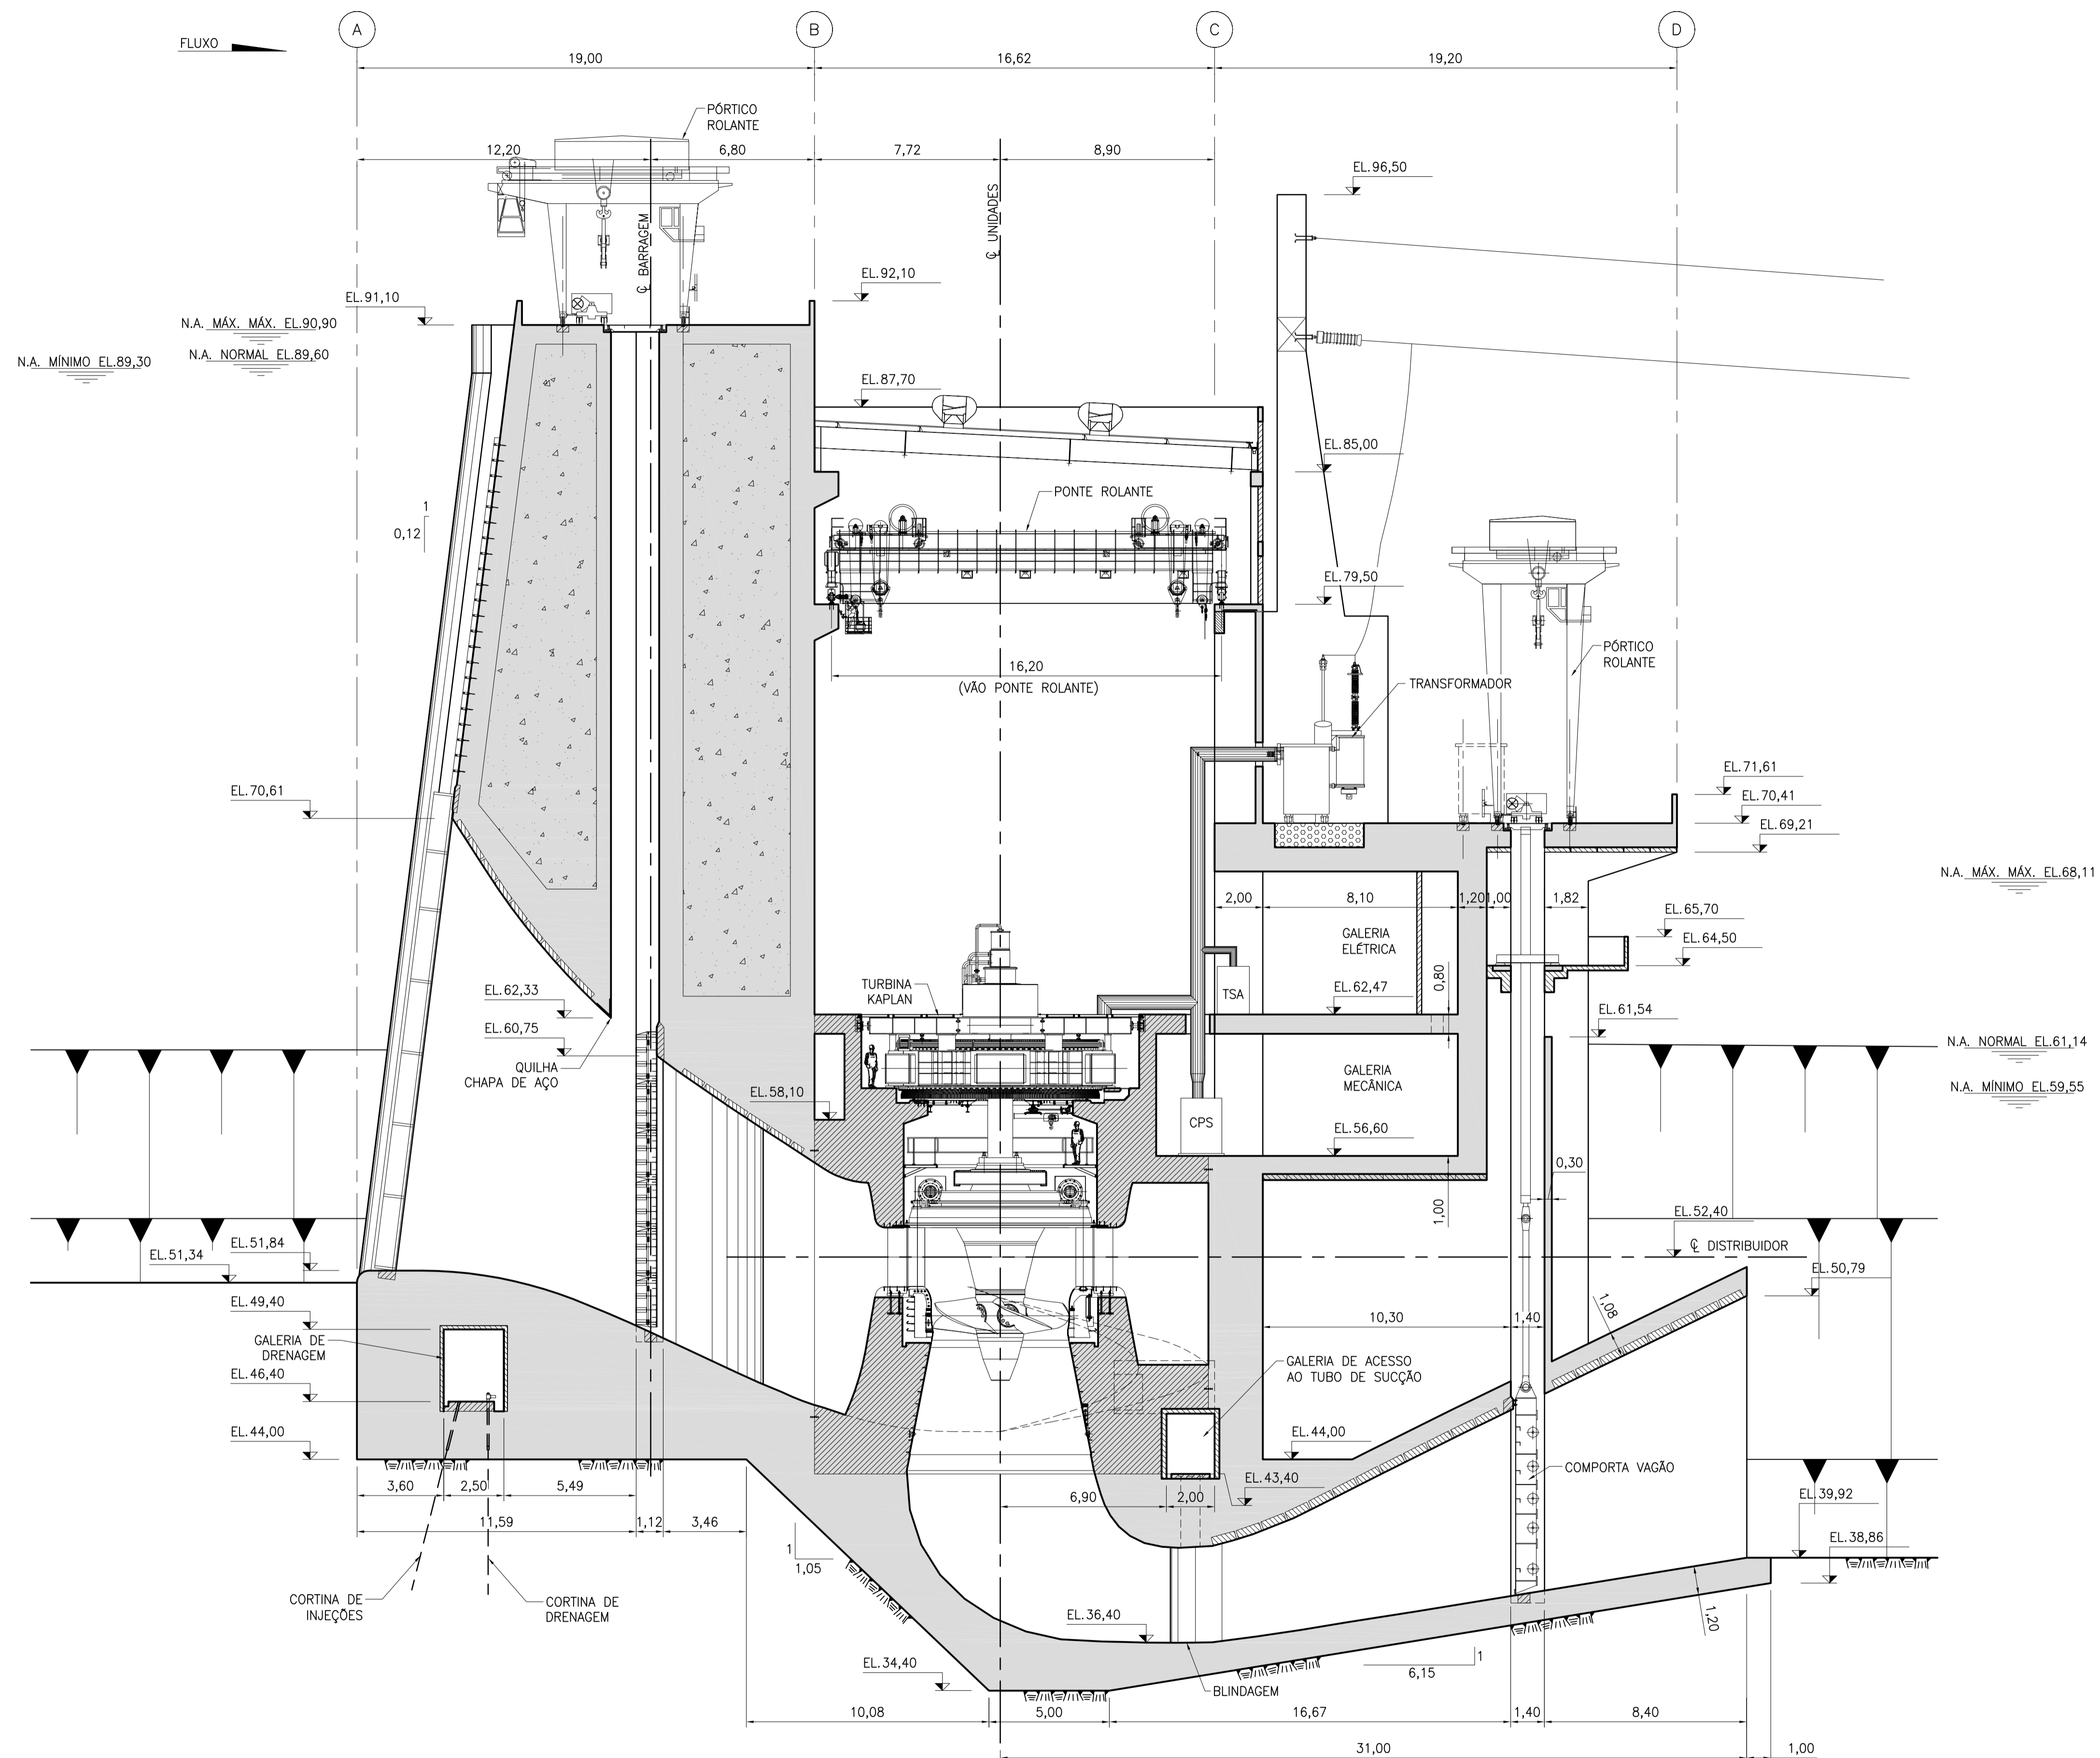 A
B
C
D
FLUXO
19,00
16,62
19,20
PÓRTICO
ROLANTE
12,20
6,80
7,72
8,90
EL.96,50
℄ BARRAGEM
℄ UNIDADES
EL.92,10
EL.91,10
N.A. MÁX. MÁX. EL.90,90
N.A. NORMAL EL.89,60
N.A. MÍNIMO EL.89,30
EL.87,70
EL.85,00
PONTE ROLANTE
1
0,12
EL.79,50
16,20
(VÃO PONTE ROLANTE)
PÓRTICO
ROLANTE
TRANSFORMADOR
EL.70,61
EL.71,61
EL.70,41
EL.69,21
N.A. MÁX. MÁX. EL.68,11
2,00
8,10
1,20
1,00
1,82
EL.65,70
EL.64,50
GALERIA
ELÉTRICA
TURBINA
KAPLAN
TSA
0,80
EL.62,47
EL.62,33
EL.61,54
EL.60,75
N.A. NORMAL EL.61,14
QUILHA
CHAPA DE AÇO
GALERIA
MECÂNICA
N.A. MÍNIMO EL.59,55
EL.58,10
CPS
EL.56,60
0,30
1,00
EL.52,40
℄ DISTRIBUIDOR
EL.51,84
EL.51,34
EL.50,79
EL.49,40
1,08
10,30
1,40
GALERIA DE
DRENAGEM
GALERIA DE ACESSO
AO TUBO DE SUCÇÃO
EL.46,40
EL.44,00
EL.44,00
COMPORTA VAGÃO
EL.43,40
3,60
2,50
5,49
6,90
2,00
EL.39,92
11,59
1,12
3,46
EL.38,86
1
1,05
CORTINA DE
INJEÇÕES
CORTINA DE
DRENAGEM
EL.36,40
1,20
EL.34,40
1
6,15
BLINDAGEM
10,08
5,00
16,67
1,40
8,40
31,00
1,00